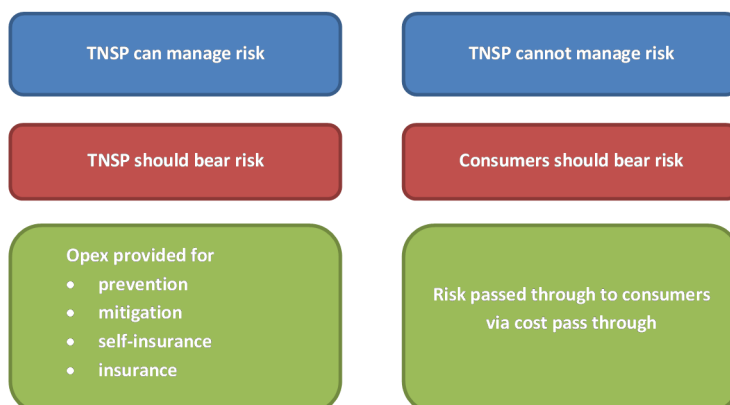 TNSP can manage risk
TNSP cannot manage risk
TNSP should bear risk
Consumers should bear risk
Opex provided for
• prevention
• mitigation
• self-insurance
• insurance
Risk passed through to consumers
via cost pass through